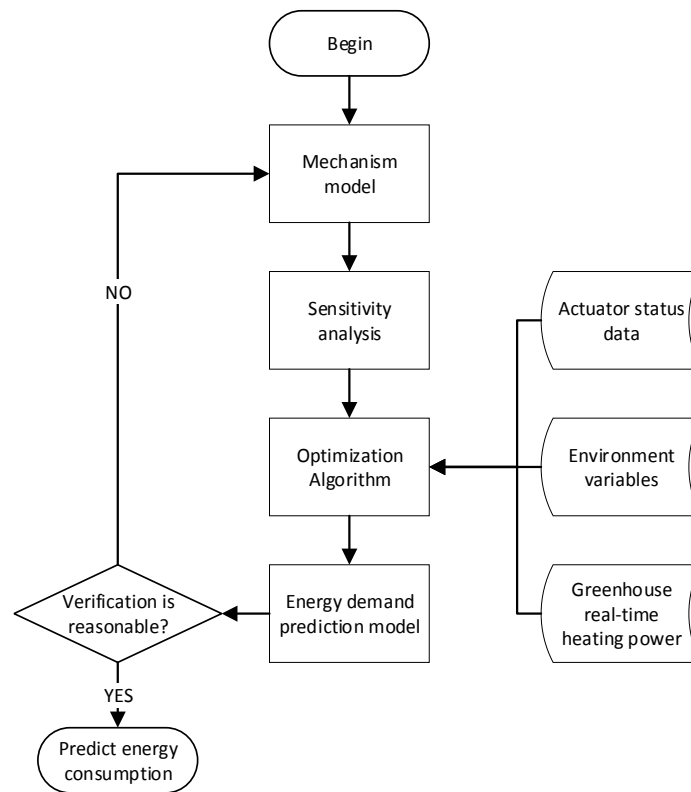 Begin
Mechanism
model
NO
Sensitivity
analysis
Actuator status
data
Optimization
Algorithm
Environment
variables
Verification is
reasonable?
Energy demand
prediction model
Greenhouse
real-time
heating power
YES
Predict energy
consumption